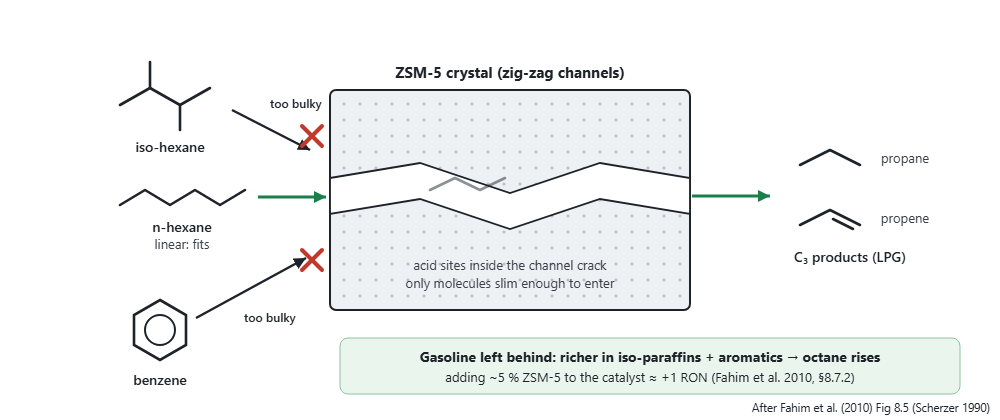 ZSM-5 crystal (zig-zag channels)
too bulky
iso-hexane
n-hexane
linear: fits
propane
propene
C₃ products (LPG)
acid sites inside the channel crack
only molecules slim enough to enter
too bulky
benzene
Gasoline left behind: richer in iso-paraffins + aromatics → octane rises
adding ~5 % ZSM-5 to the catalyst ≈ +1 RON (Fahim et al. 2010, §8.7.2)
After Fahim et al. (2010) Fig 8.5 (Scherzer 1990)